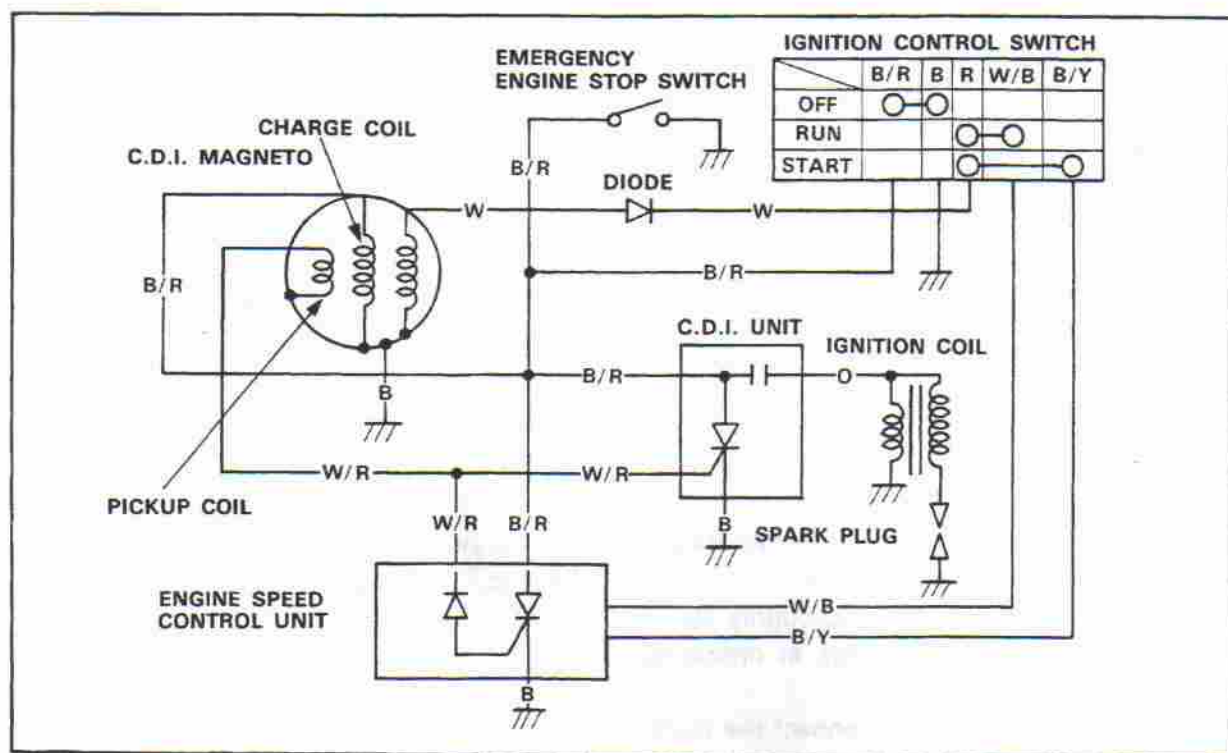 IGNITION CONTROL SWITCH
B/R B R W/B B/Y
OFF
RUN
START
EMERGENCY
ENGINE STOP SWITCH
CHARGE COIL
C.D.I. MAGNETO
B/R
DIODE
W
W
B/R
B/R
C.D.I. UNIT
IGNITION COIL
B/R
O
B
W/R
W/R
PICKUP COIL
W/R
B/R
B
SPARK PLUG
ENGINE SPEED
CONTROL UNIT
W/B
B/Y
B